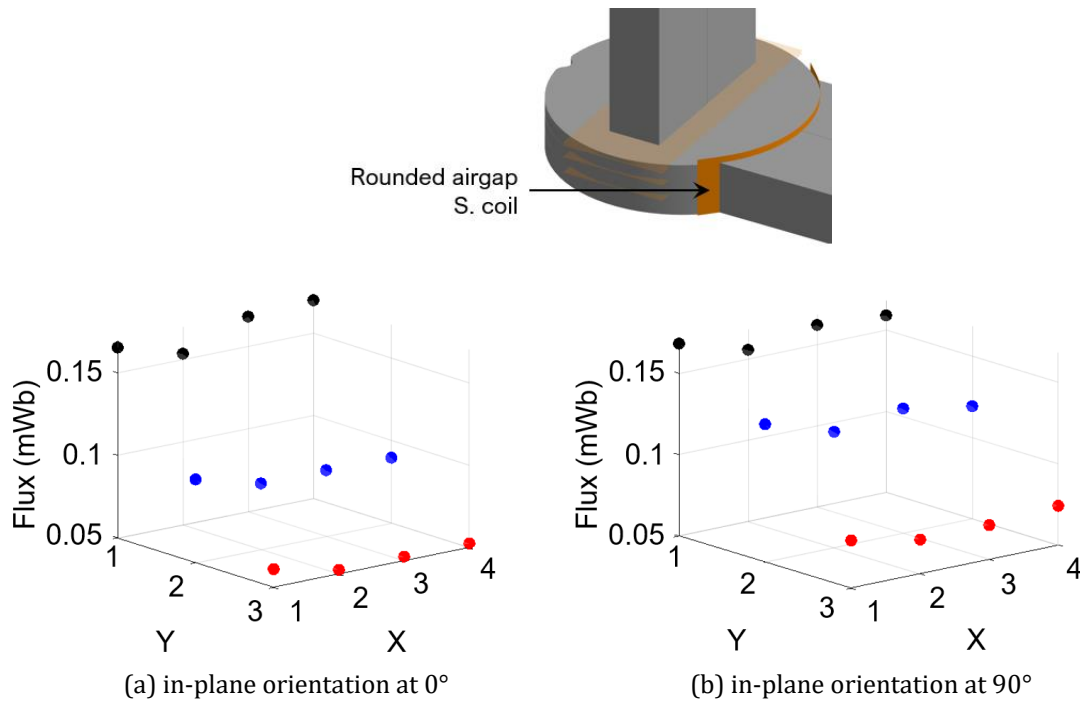 Rounded airgap
S. coil
0.15
0.1
0.05
Flux (mWb)
1
2
3
Y
1
2
3
4
X
(a) in-plane orientation at 0°
0.15
0.1
0.05
Flux (mWb)
1
2
3
Y
1
2
3
4
X
(b) in-plane orientation at 90°